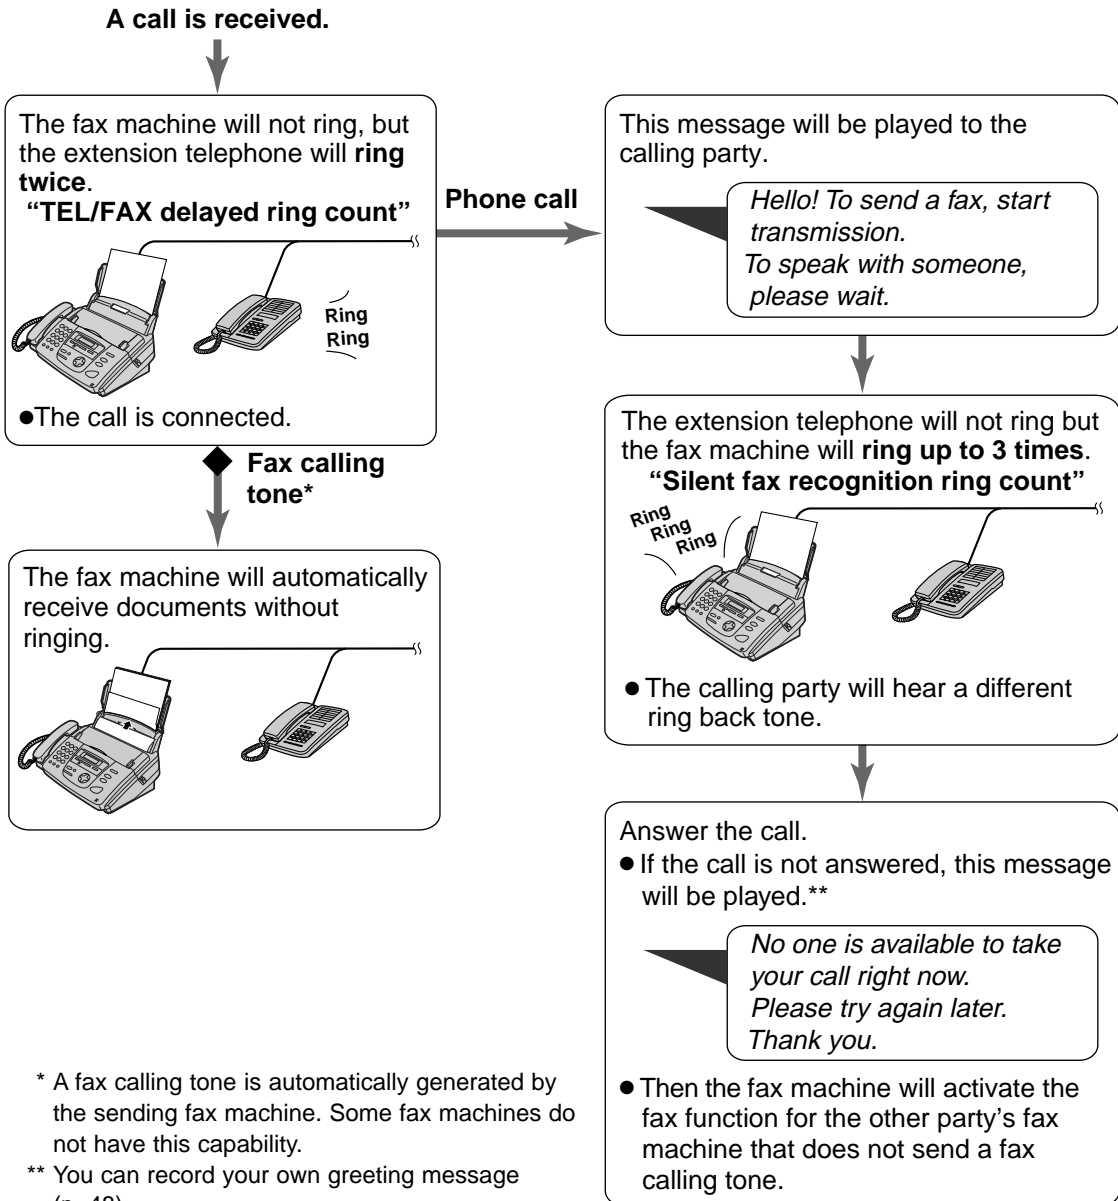 A call is received.
The fax machine will not ring, but
the extension telephone will ring
twice.
“TEL/FAX delayed ring count”
Ring
Ring
●The call is connected.
Phone call
Fax calling
tone*
The fax machine will automatically
receive documents without
ringing.
This message will be played to the
calling party.
Hello! To send a fax, start
transmission.
To speak with someone,
please wait.
The extension telephone will not ring but
the fax machine will ring up to 3 times.
“Silent fax recognition ring count”
Ring
Ring
Ring
● The calling party will hear a different
ring back tone.
Answer the call.
● If the call is not answered, this message
will be played.**
No one is available to take
your call right now.
Please try again later.
Thank you.
● Then the fax machine will activate the
fax function for the other party’s fax
machine that does not send a fax
calling tone.
* A fax calling tone is automatically generated by
the sending fax machine. Some fax machines do
not have this capability.
** You can record your own greeting message